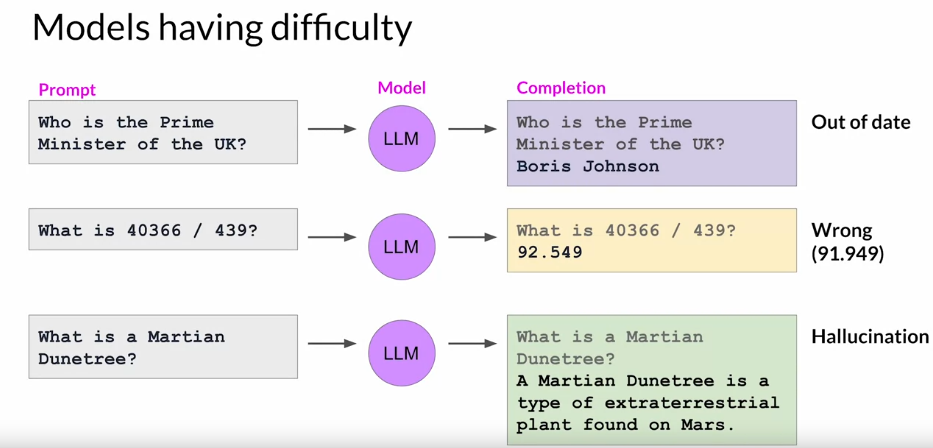 Models having difficulty
Prompt
Model
Completion
Who is the Prime
Minister of the UK?
LLM
Who is the Prime
Minister of the UK?
Boris Johnson
Out of date
What is 40366 / 439?
LLM
What is 40366 / 439?
92.549
Wrong
(91.949)
What is a Martian
Dunetree?
LLM
What is a Martian
Dunetree?
A Martian Dunetree is a
type of extraterrestrial
plant found on Mars.
Hallucination